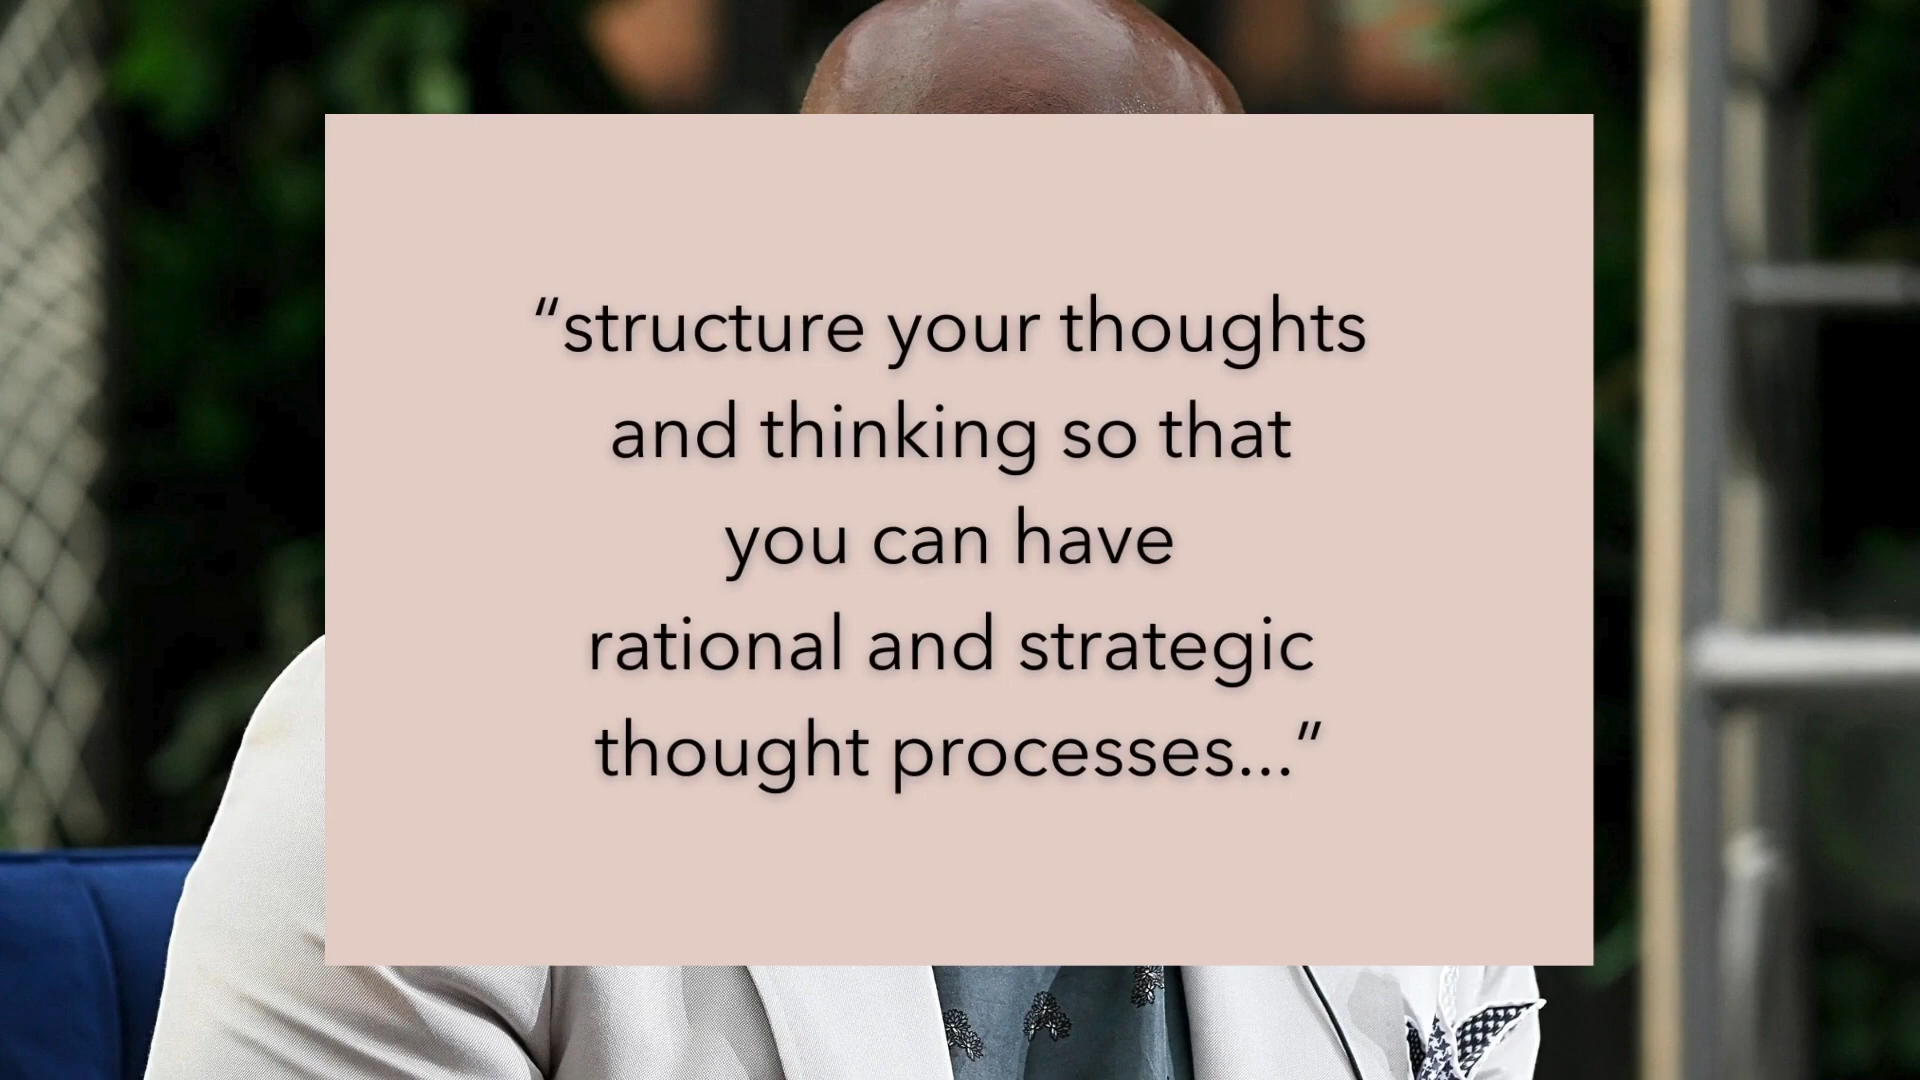 “structure your thoughts
and thinking so that
you can have
rational and strategic
thought processes...”